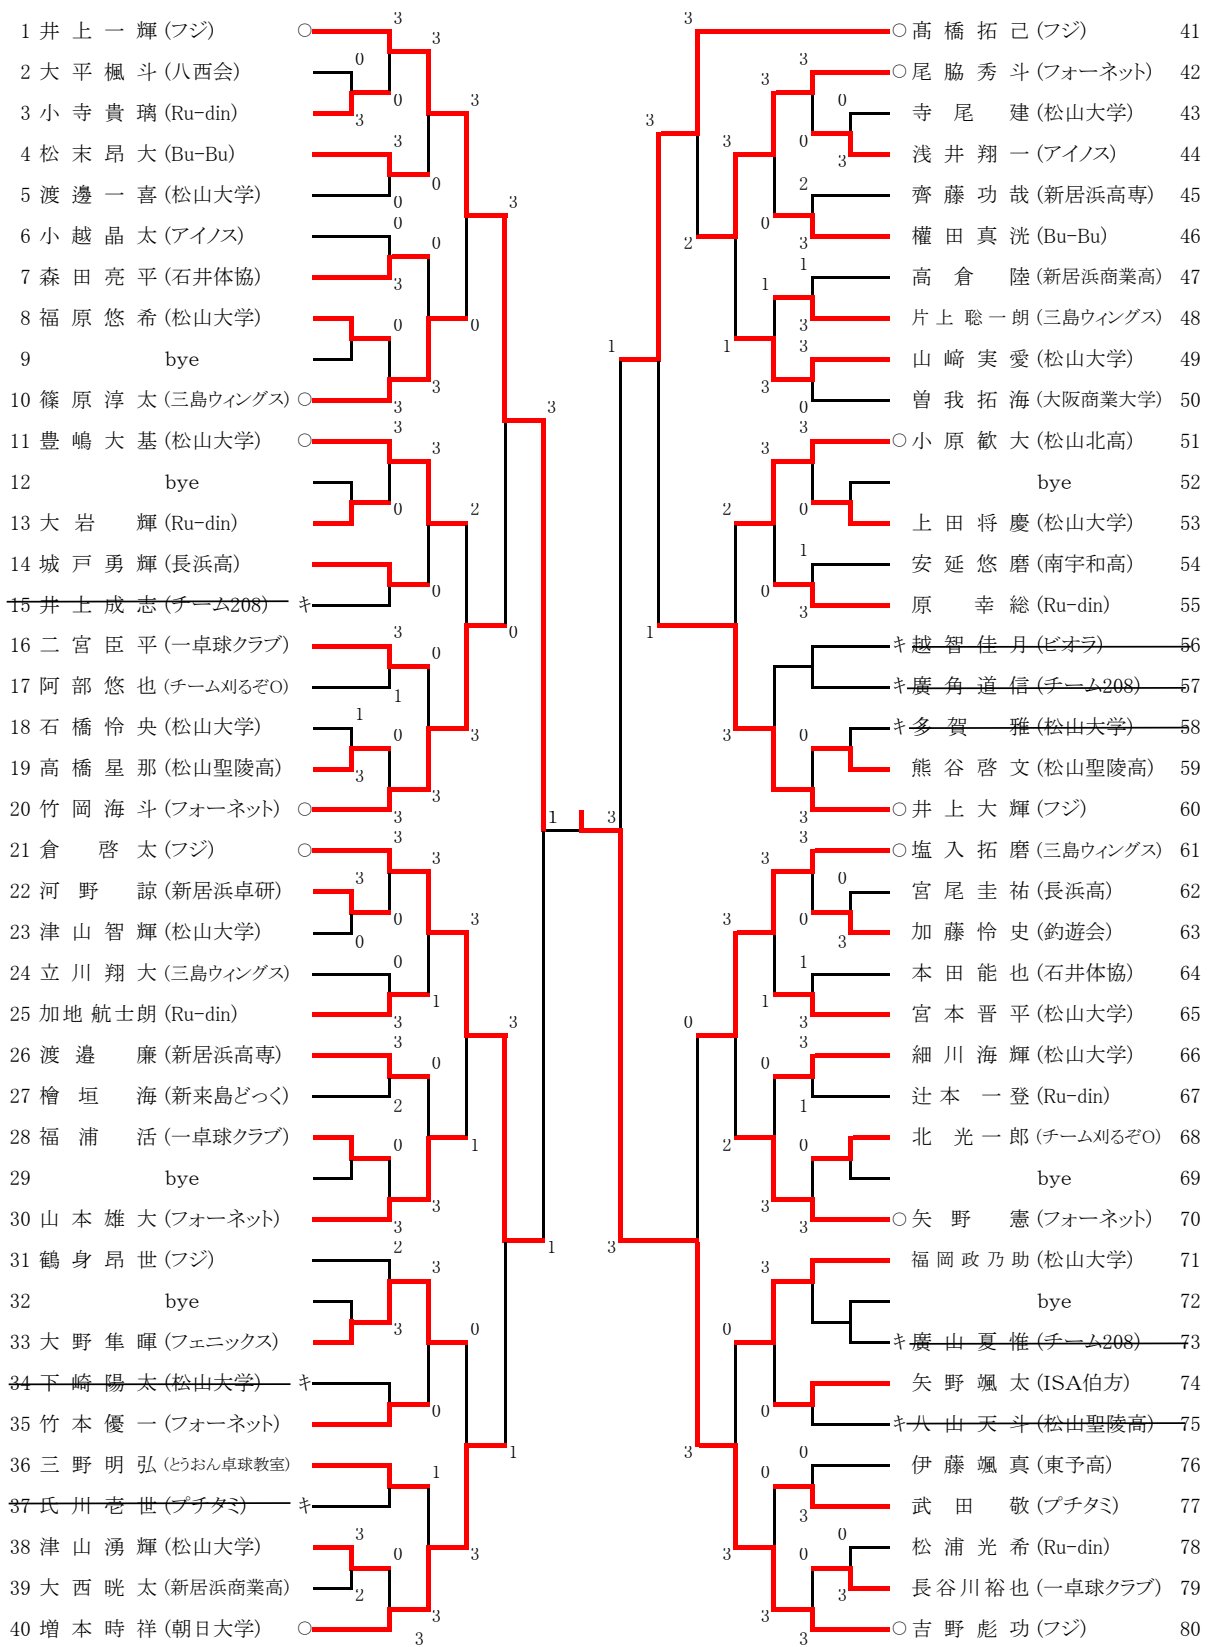 1 井上一輝 (フジ) ○
2 大平楓斗 (八西会)
3 小寺貴璃 (Ru-din)
4 松末昂大 (Bu-Bu)
5 渡邊一喜 (松山大学)
6 小越晶太 (アイノス)
7 森田亮平 (石井体協)
8 福原悠希 (松山大学)
9 bye
10 篠原淳太 (三島ウィングス) ○
11 豊嶋大基 (松山大学) ○
12 bye
13 大岩輝 (Ru-din)
14 城戸勇輝 (長浜高)
15 井上成志 (チーム208) キ
16 二宮臣平 (一卓球クラブ)
17 阿部悠也 (チーム刈るぞO)
18 石橋怜央 (松山大学)
19 高橋星那 (松山聖陵高)
20 竹岡海斗 (フォーネット) ○
21 倉啓太 (フジ) ○
22 河野諒 (新居浜卓研)
23 津山智輝 (松山大学)
24 立川翔大 (三島ウィングス)
25 加地航士朗 (Ru-din)
26 渡邉廉 (新居浜高専)
27 檜垣海 (新来島どっく)
28 福浦活 (一卓球クラブ)
29 bye
30 山本雄大 (フォーネット)
31 鶴身昂世 (フジ)
32 bye
33 大野隼暉 (フェニックス)
34 下崎陽太 (松山大学) キ
35 竹本優一 (フォーネット)
36 三野明弘 (とうおん卓球教室)
37 氏川壱世 (プチタミ) キ
38 津山湧輝 (松山大学)
39 大西晄太 (新居浜商業高)
40 増本時祥 (朝日大学) ○
○ 髙橋拓己 (フジ) 41
○ 尾脇秀斗 (フォーネット) 42
寺尾建 (松山大学) 43
浅井翔一 (アイノス) 44
齊藤功哉 (新居浜高専) 45
權田真洸 (Bu-Bu) 46
高倉陸 (新居浜商業高) 47
片上聡一朗 (三島ウィングス) 48
山﨑実愛 (松山大学) 49
曽我拓海 (大阪商業大学) 50
○ 小原歓大 (松山北高) 51
bye 52
上田将慶 (松山大学) 53
安延悠磨 (南宇和高) 54
原幸総 (Ru-din) 55
キ 越智佳月 (ビオラ) 56
キ 廣角道信 (チーム208) 57
キ 多賀雅 (松山大学) 58
熊谷啓文 (松山聖陵高) 59
○ 井上大輝 (フジ) 60
○ 塩入拓磨 (三島ウィングス) 61
宮尾圭祐 (長浜高) 62
加藤怜史 (釣遊会) 63
本田能也 (石井体協) 64
宮本晋平 (松山大学) 65
細川海輝 (松山大学) 66
辻本一登 (Ru-din) 67
北光一郎 (チーム刈るぞO) 68
bye 69
○ 矢野憲 (フォーネット) 70
福岡政乃助 (松山大学) 71
bye 72
キ 廣山夏惟 (チーム208) 73
矢野颯太 (ISA伯方) 74
キ 八山天斗 (松山聖陵高) 75
伊藤颯真 (東予高) 76
武田敬 (プチタミ) 77
松浦光希 (Ru-din) 78
長谷川裕也 (一卓球クラブ) 79
○ 吉野彪功 (フジ) 80